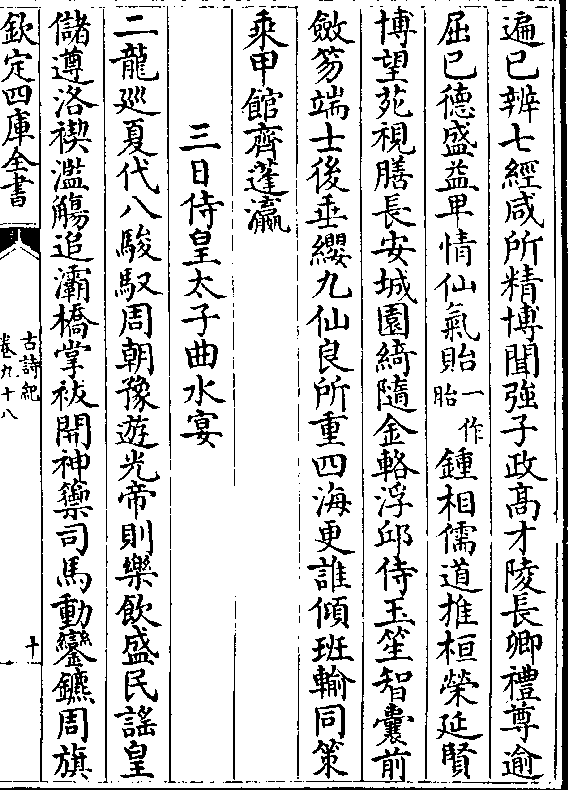 遍已辨七經咸所精博聞強子政髙才陵長卿禮尊逾
屈已德盛益卑情仙氣貽一作胎鍾相儒道推桓榮延賢
博望苑視膳長安城園綺隨金輅浮邱侍玉笙智囊前
斂笏端士後垂纓九仙良所重四海更誰傾班輸同策
乘甲館齊蓬瀛
三日侍皇太子曲水宴
二龍廵夏代八駿馭周朝豫遊光帝則樂飲盛民謡皇
儲遵洛禊濫觴追灞橋掌祓開神籞司馬動鑾鑣周旗
欽定四庫全書
古詩紀
卷九十八
十